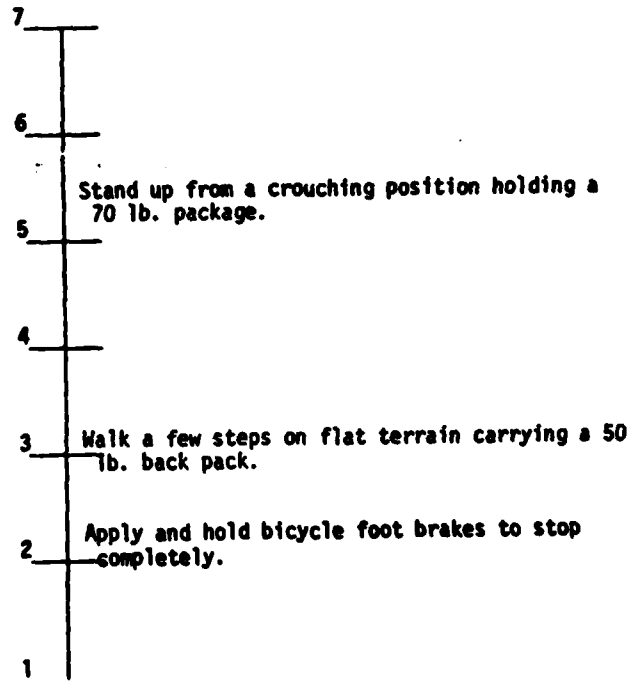 7
6
Stand up from a crouching position holding a
70 lb. package.
5
4
3 Walk a few steps on flat terrain carrying a 50
lb. back pack.
Apply and hold bicycle foot brakes to stop
2 completely.
1